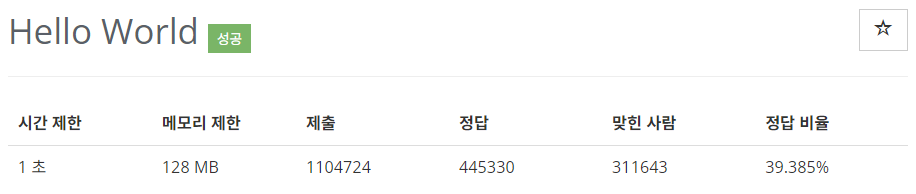 Hello World 성공
시간 제한 메모리 제한 제출 정답 맞힌 사람 정답 비율
1 초 128 MB 1104724 445330 311643 39.385%